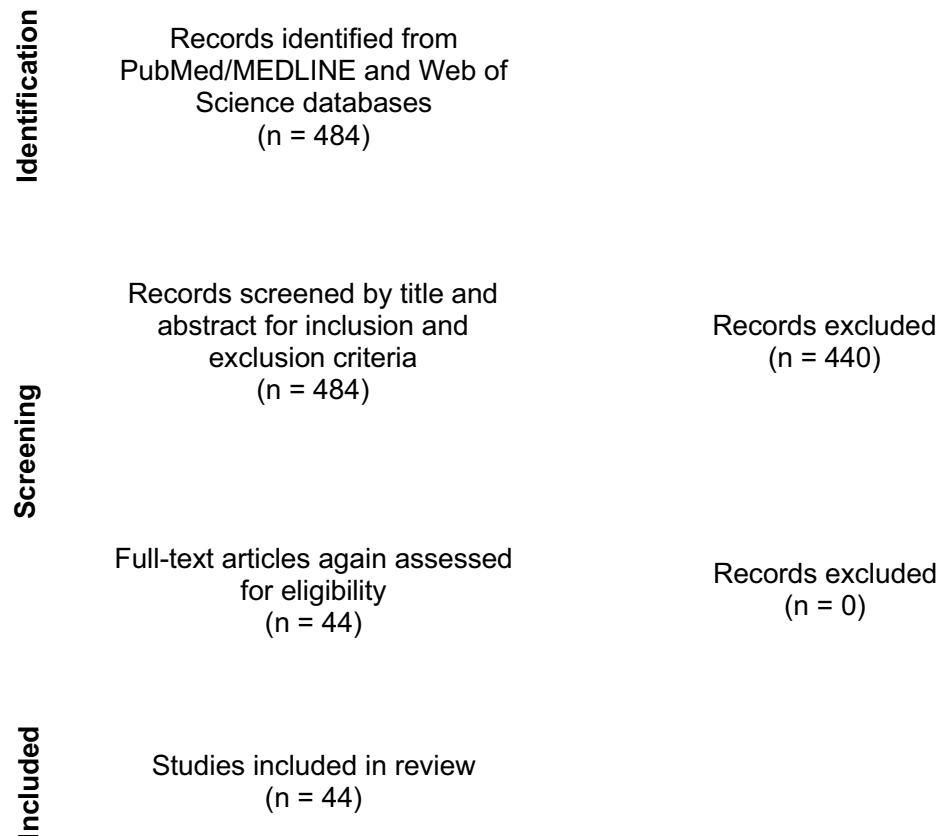 Identification
Records identified from
PubMed/MEDLINE and Web of
Science databases
(n = 484)
Screening
Records screened by title and
abstract for inclusion and
exclusion criteria
(n = 484)
Records excluded
(n = 440)
Full-text articles again assessed
for eligibility
(n = 44)
Records excluded
(n = 0)
Included
Studies included in review
(n = 44)